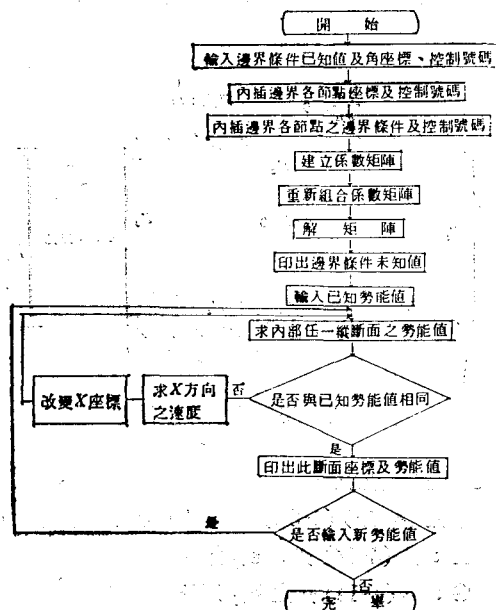 開始
輸入邊界條件已知值及角座標、控制號碼
內插邊界各節點座標及控制號碼
內插邊界各節點之邊界條件及控制號碼
建立係數矩陣
重新組合係數矩陣
解矩陣
印出邊界條件未知值
輸入已知勢能值
求內部任一縱斷面之勢能值
改變X座標
求X方向
之速度
否
是否與已知勢能值相同
是
印出此斷面座標及勢能值
是
是否輸入新勢能值
否
完畢